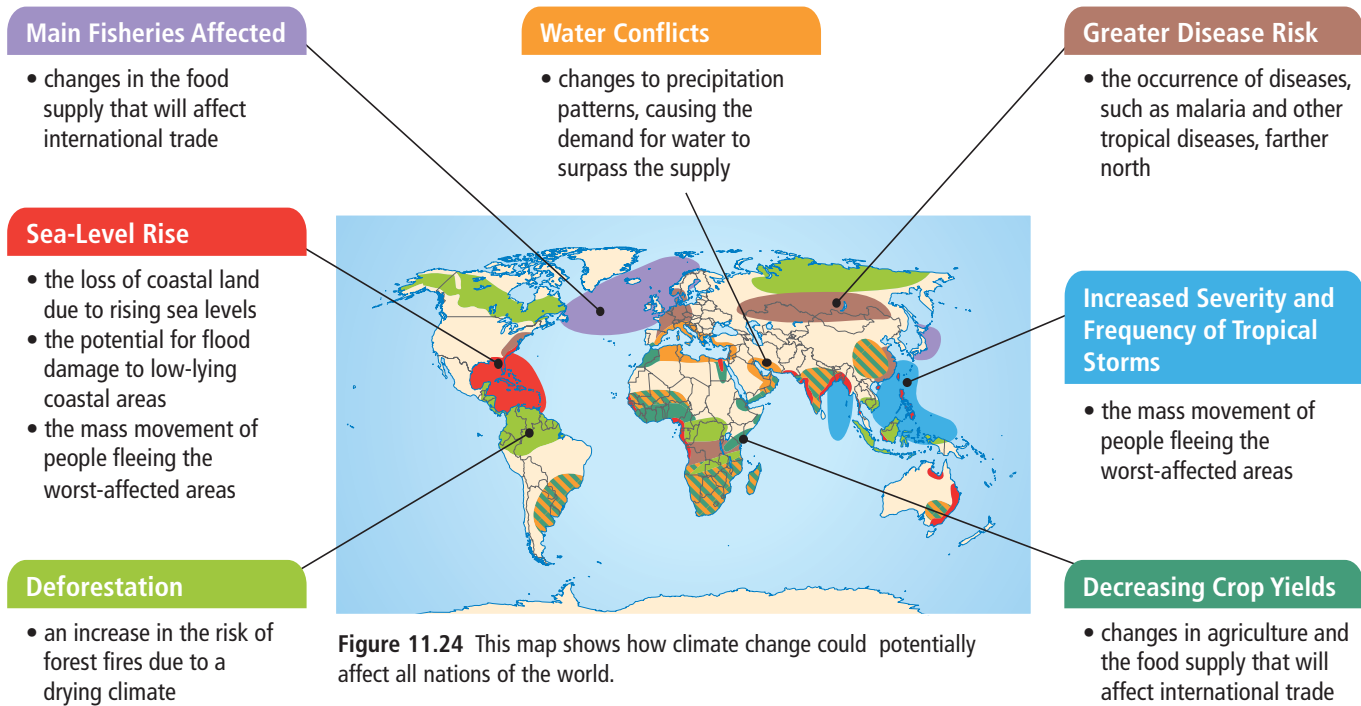 Main Fisheries Affected
• changes in the food
supply that will affect
international trade
Water Conflicts
• changes to precipitation
patterns, causing the
demand for water to
surpass the supply
Greater Disease Risk
• the occurrence of diseases,
such as malaria and other
tropical diseases, farther
north
Sea-Level Rise
• the loss of coastal land
due to rising sea levels
• the potential for flood
damage to low-lying
coastal areas
• the mass movement of
people fleeing the
worst-affected areas
Increased Severity and
Frequency of Tropical
Storms
• the mass movement of
people fleeing the
worst-affected areas
Deforestation
• an increase in the risk of
forest fires due to a
drying climate
Decreasing Crop Yields
• changes in agriculture and
the food supply that will
affect international trade
Figure 11.24 This map shows how climate change could potentially
affect all nations of the world.